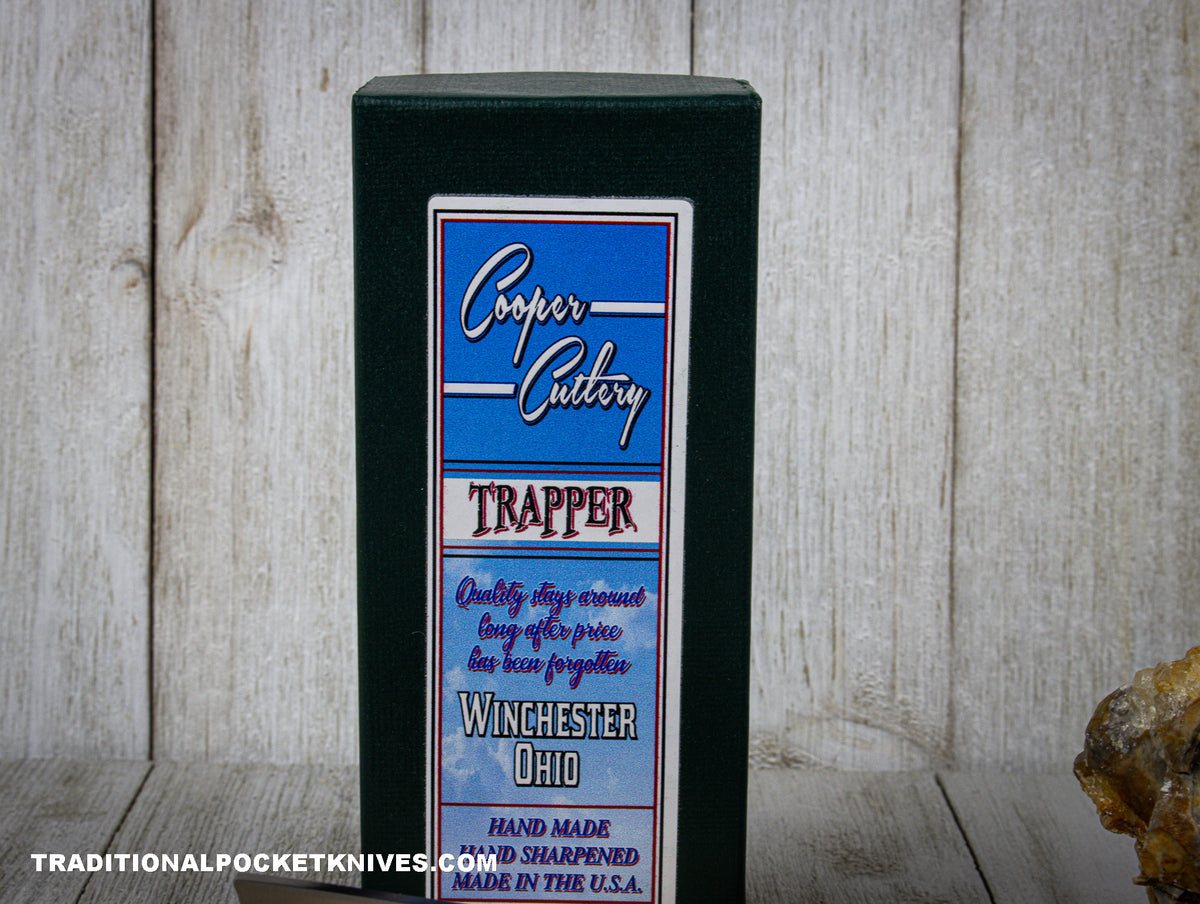 Cooper
Cutlery
TRAPPER
Quality stays around
long after price
has been forgotten
WINCHESTER
OHIO
HAND MADE
HAND SHARPENED
MADE IN THE U.S.A.
TRADITIONALPOCKETKNIVES.COM